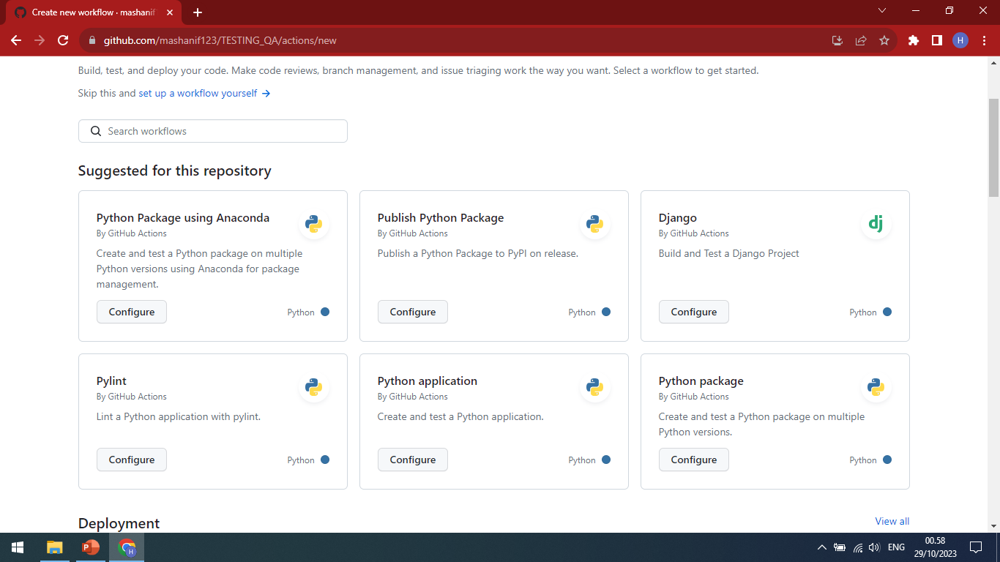 Create new workflow · mashanif
github.com/mashanif123/TESTING_QA/actions/new
H
Build, test, and deploy your code. Make code reviews, branch management, and issue triaging work the way you want. Select a workflow to get started.
Skip this and set up a workflow yourself →
Search workflows
Suggested for this repository
Python Package using Anaconda
By GitHub Actions
Create and test a Python package on multiple
Python versions using Anaconda for package
management.
Configure
Python
Publish Python Package
By GitHub Actions
Publish a Python Package to PyPI on release.
Configure
Python
Django
By GitHub Actions
dj
Build and Test a Django Project
Configure
Python
Pylint
By GitHub Actions
Lint a Python application with pylint.
Configure
Python
Python application
By GitHub Actions
Create and test a Python application.
Configure
Python
Python package
By GitHub Actions
Create and test a Python package on multiple
Python versions.
Configure
Python
Deployment
View all
P
H
ENG
00.58
29/10/2023